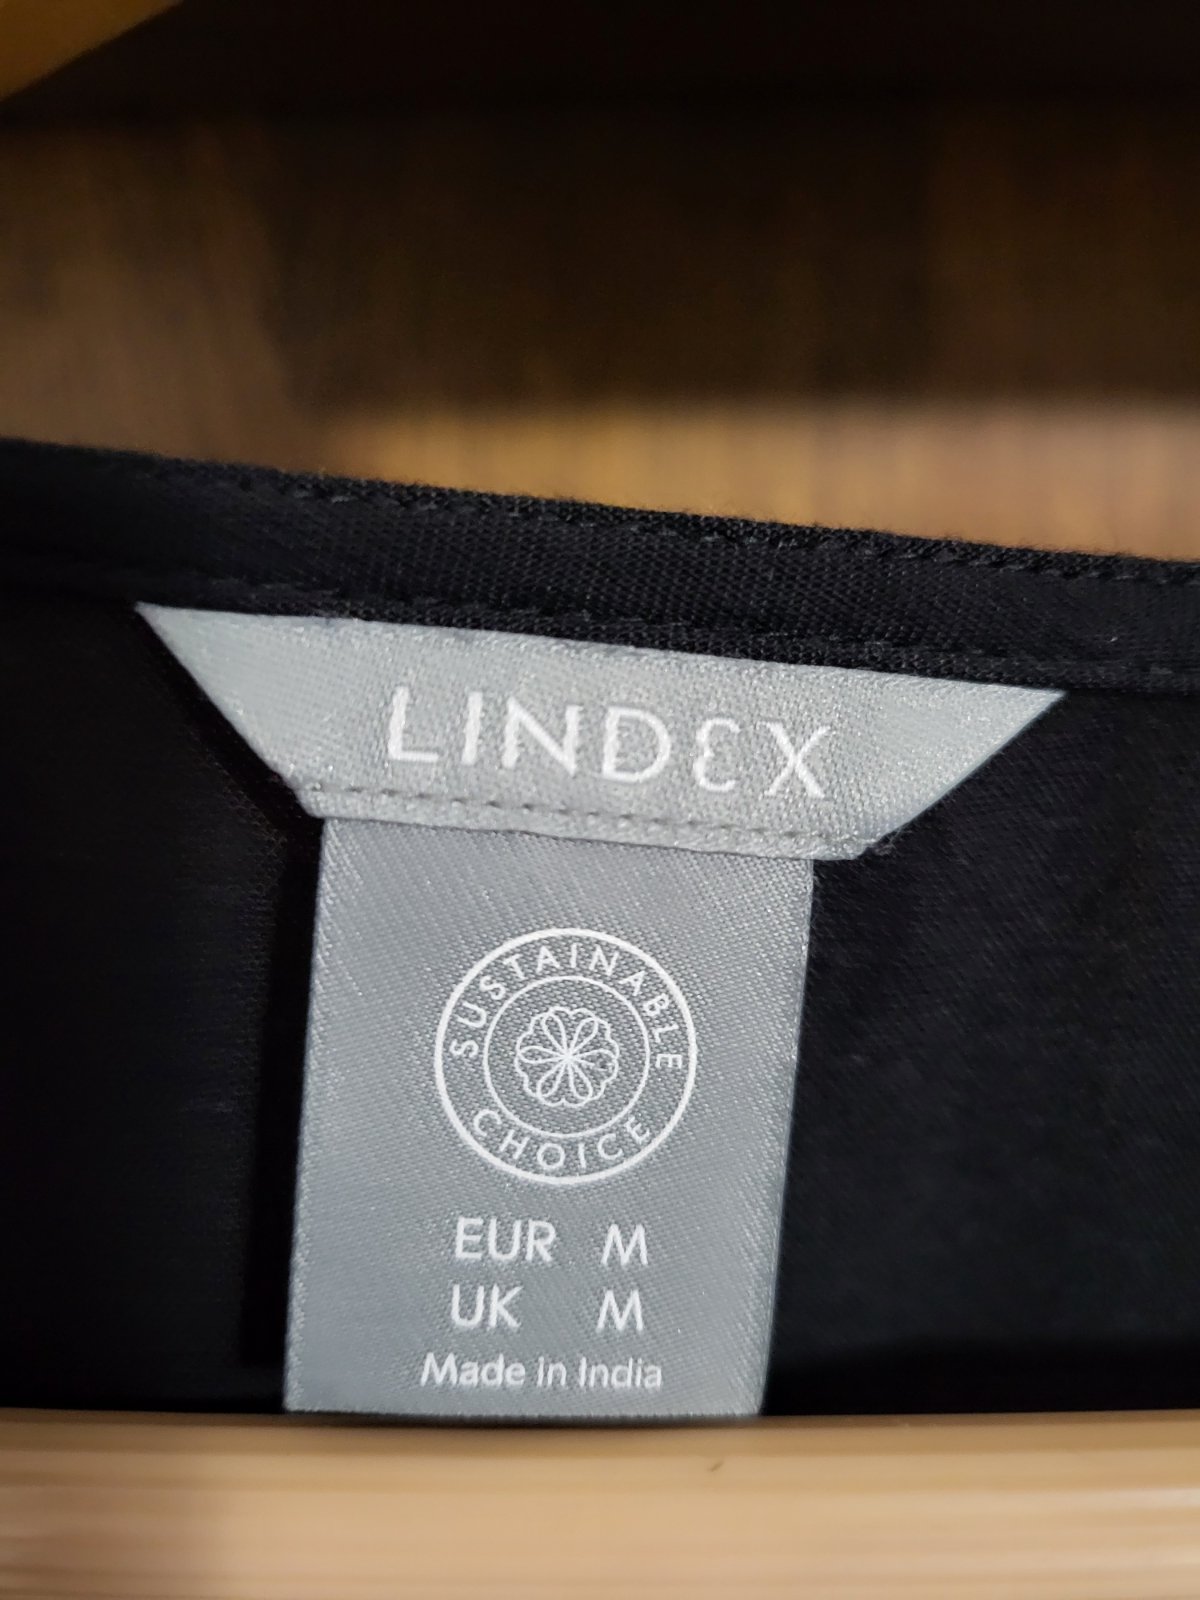 LINDEX
SUSTAINABLE
CHOICE
EUR M
UK M
Made in India